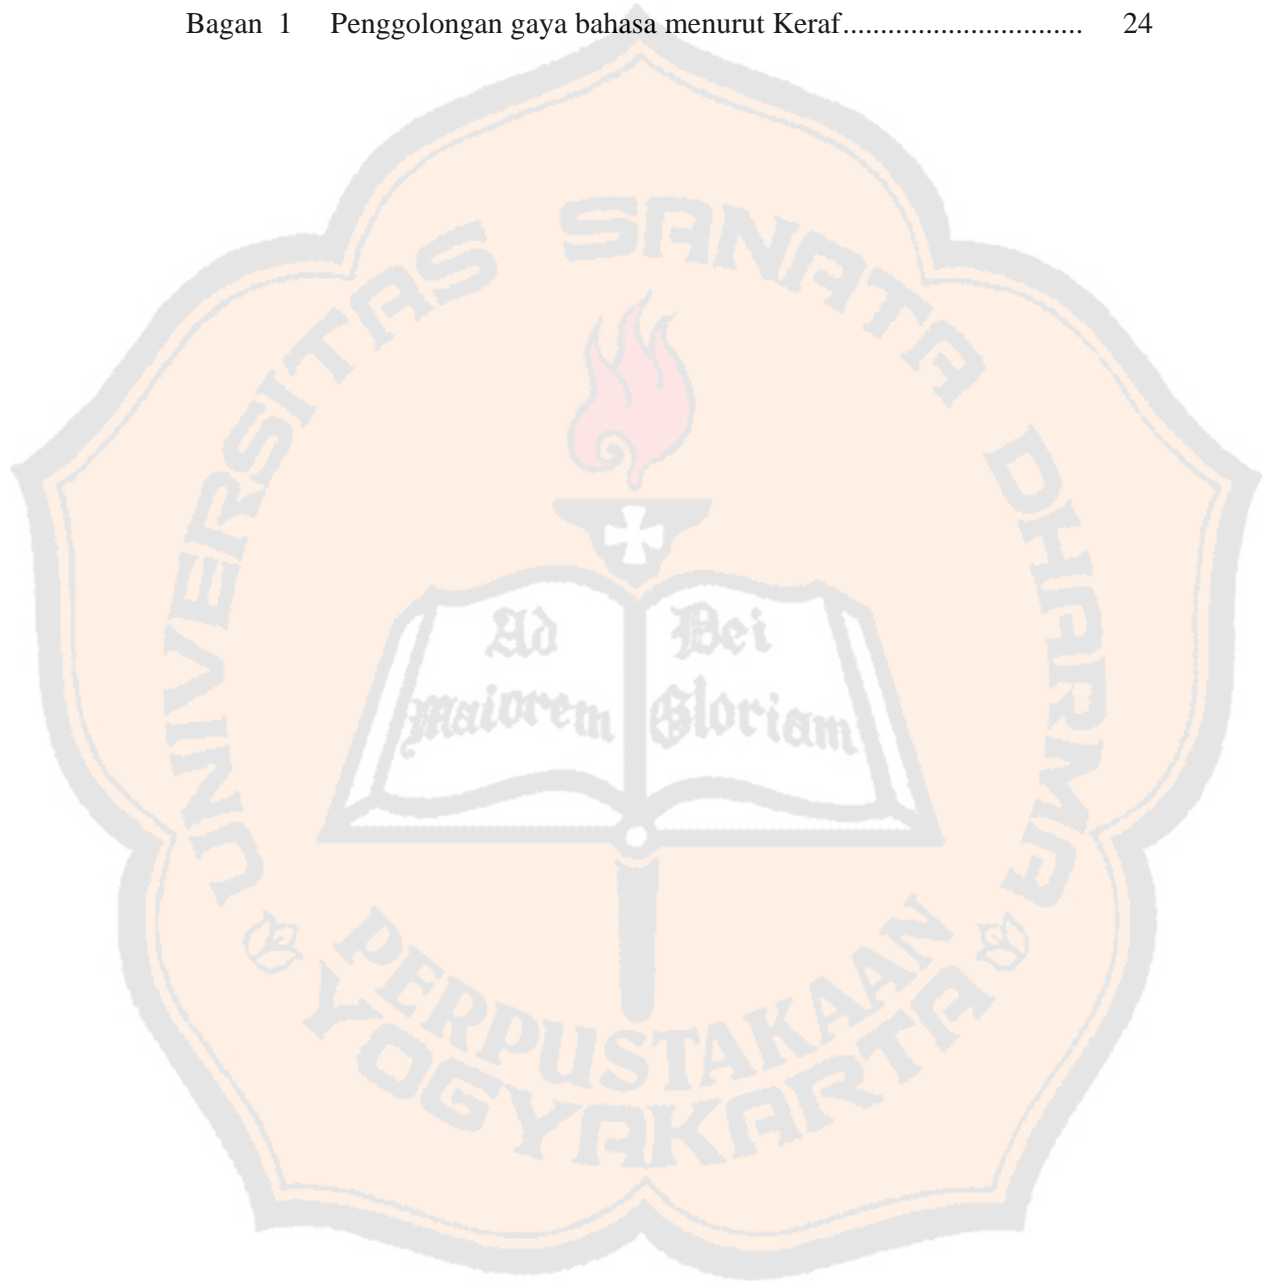 Bagan 1 Penggolongan gaya bahasa menurut Keraf................................ 24
UNIVERSITAS SANATA DHARMA
Ad
Maiorem
Dei
Gloriam
PERPUSTAKAAN
YOGYAKARTA